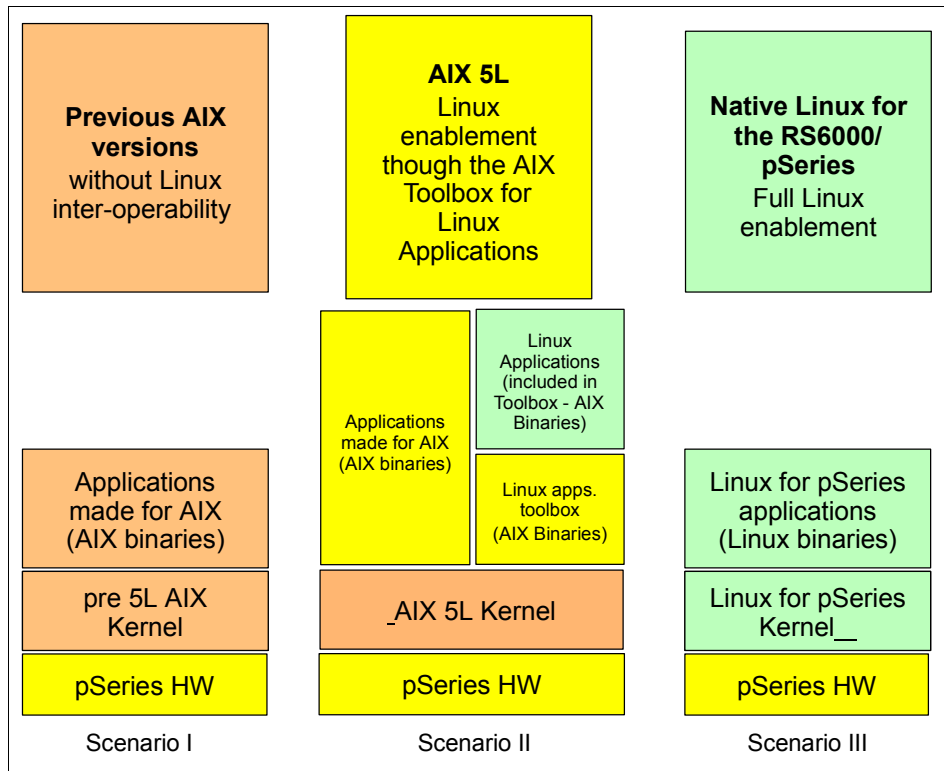 Previous AIX
versions
without Linux
inter-operability
AIX 5L
Linux
enablement
though the AIX
Toolbox for
Linux
Applications
Native Linux for
the RS6000/
pSeries
Full Linux
enablement
Applications
made for AIX
(AIX binaries)
pre 5L AIX
Kernel
pSeries HW
Scenario I
Applications
made for AIX
(AIX binaries)
Linux
Applications
(included in
Toolbox - AIX
Binaries)
Linux apps.
toolbox
(AIX Binaries)
_AIX 5L Kernel
pSeries HW
Scenario II
Linux for pSeries
applications
(Linux binaries)
Linux for pSeries
Kernel__
pSeries HW
Scenario III